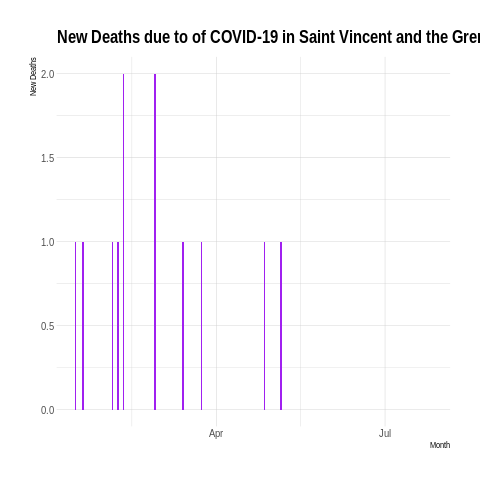 New Deaths due to of COVID-19 in Saint Vincent and the Gren
New Deaths
2.0
1.5
1.0
0.5
0.0
Apr
Jul
Month